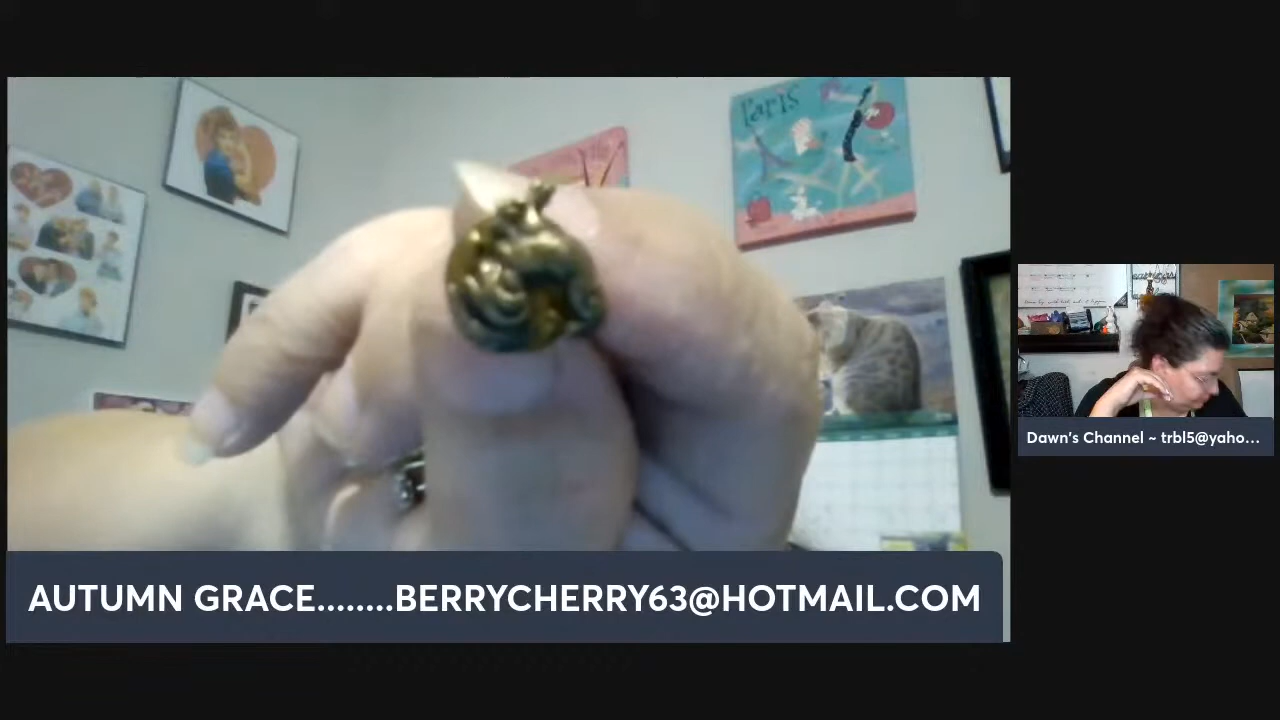 Paris
AUTUMN GRACE........BERRYCHERRY63@HOTMAIL.COM
Dawn's Channel ~ trbl5@yaho...